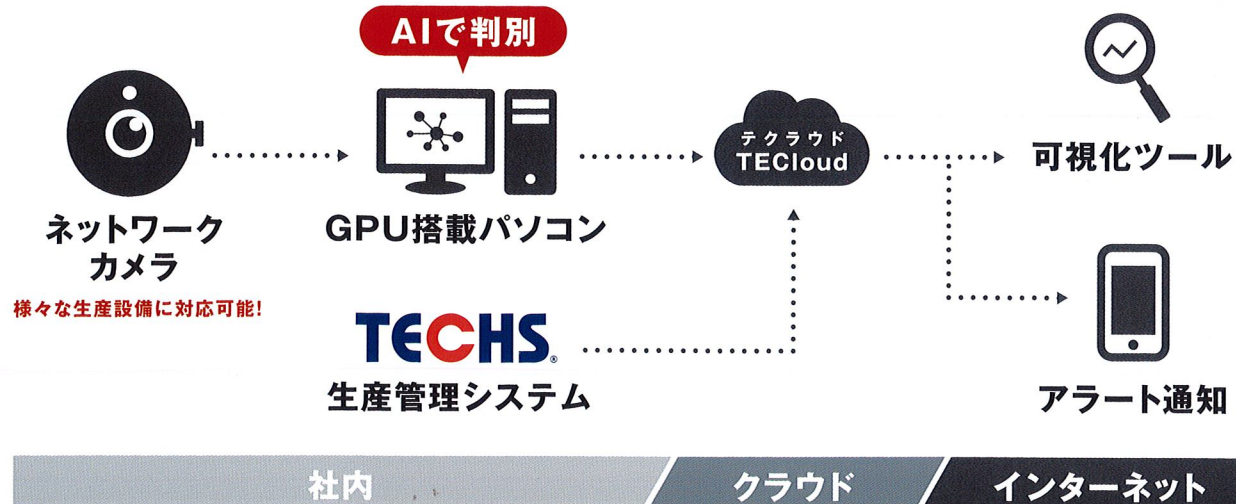 AIで判別
テクラウド
TECloud
可視化ツール
ネットワーク
カメラ
様々な生産設備に対応可能!
GPU搭載パソコン
TECHS®
生産管理システム
アラート通知
社内
クラウド
インターネット